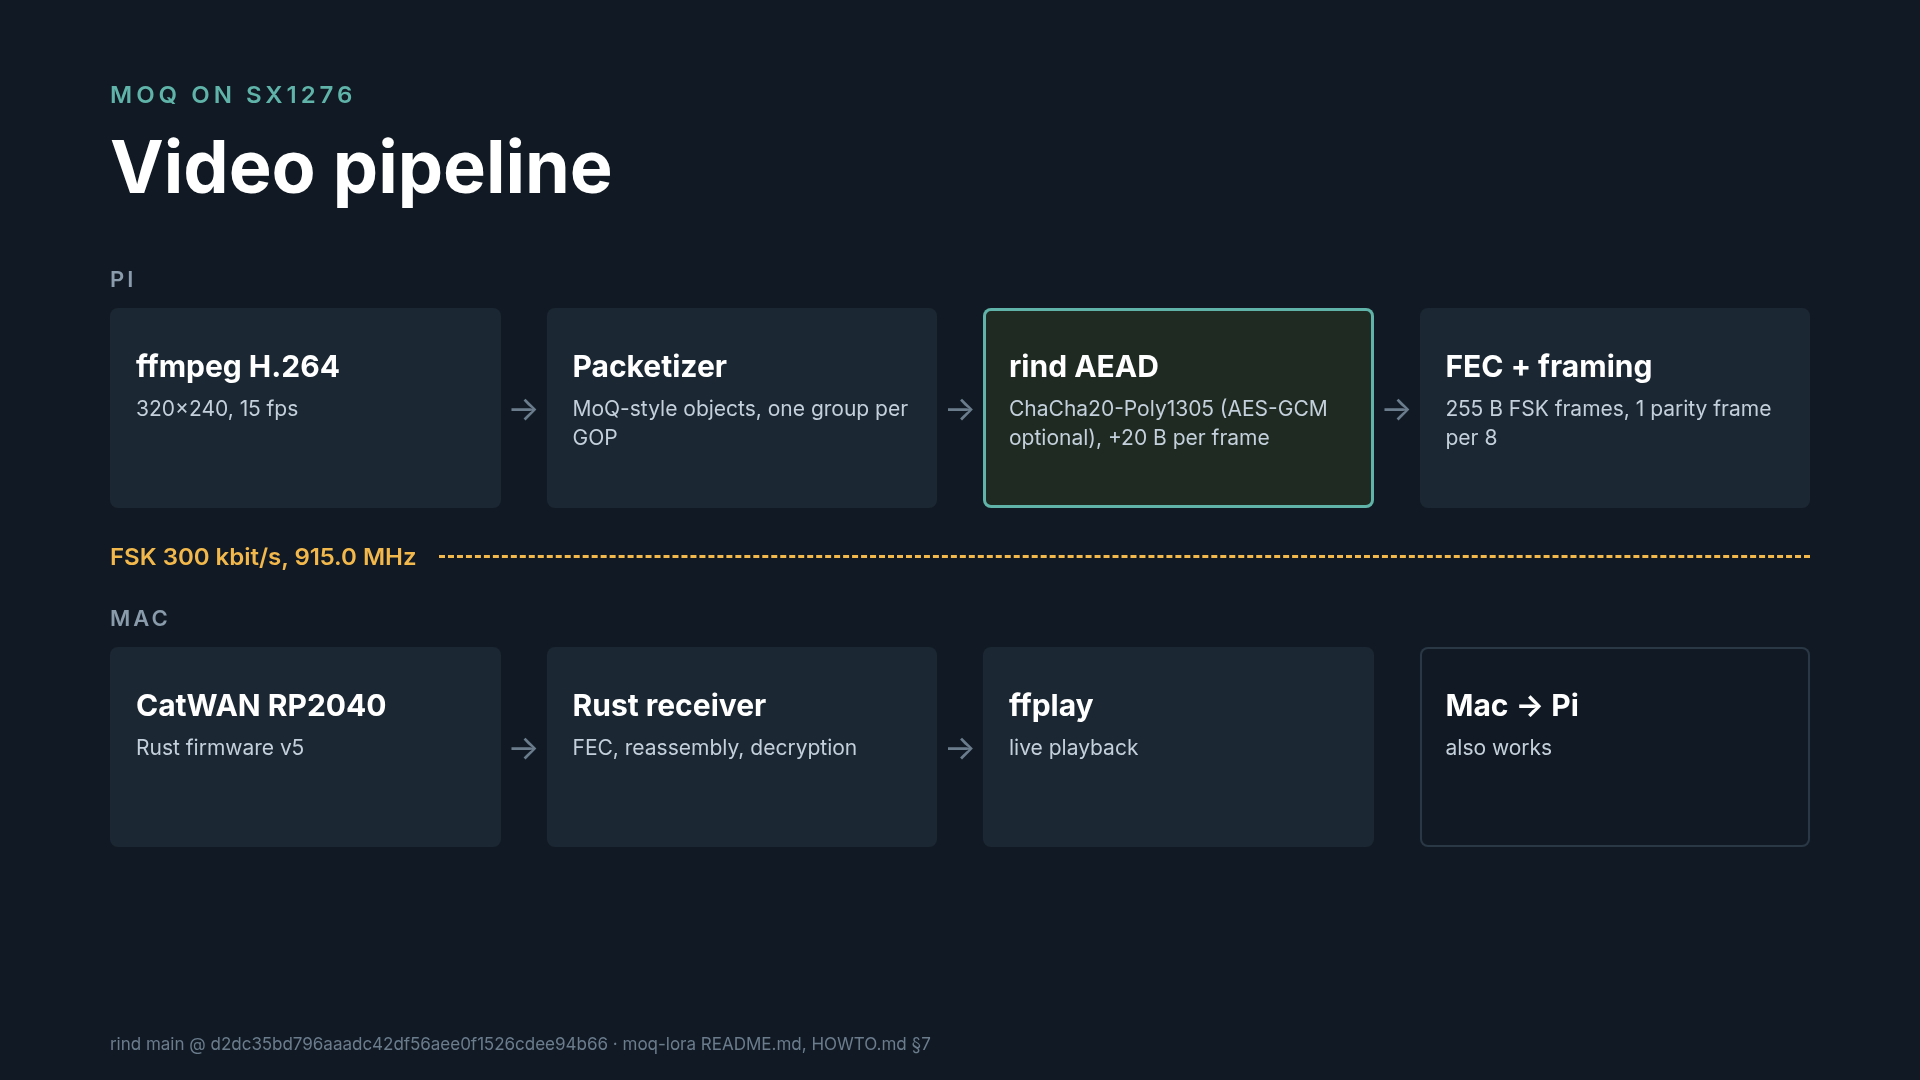 MOQ ON SX1276
Video pipeline
PI
ffmpeg H.264
320×240, 15 fps
→
Packetizer
MoQ-style objects, one group per
GOP
→
rind AEAD
ChaCha20-Poly1305 (AES-GCM
optional), +20 B per frame
→
FEC + framing
255 B FSK frames, 1 parity frame
per 8
FSK 300 kbit/s, 915.0 MHz
MAC
CatWAN RP2040
Rust firmware v5
→
Rust receiver
FEC, reassembly, decryption
→
ffplay
live playback
Mac → Pi
also works
rind main @ d2dc35bd796aaadc42df56aee0f1526cdee94b66 · moq-lora README.md, HOWTO.md §7